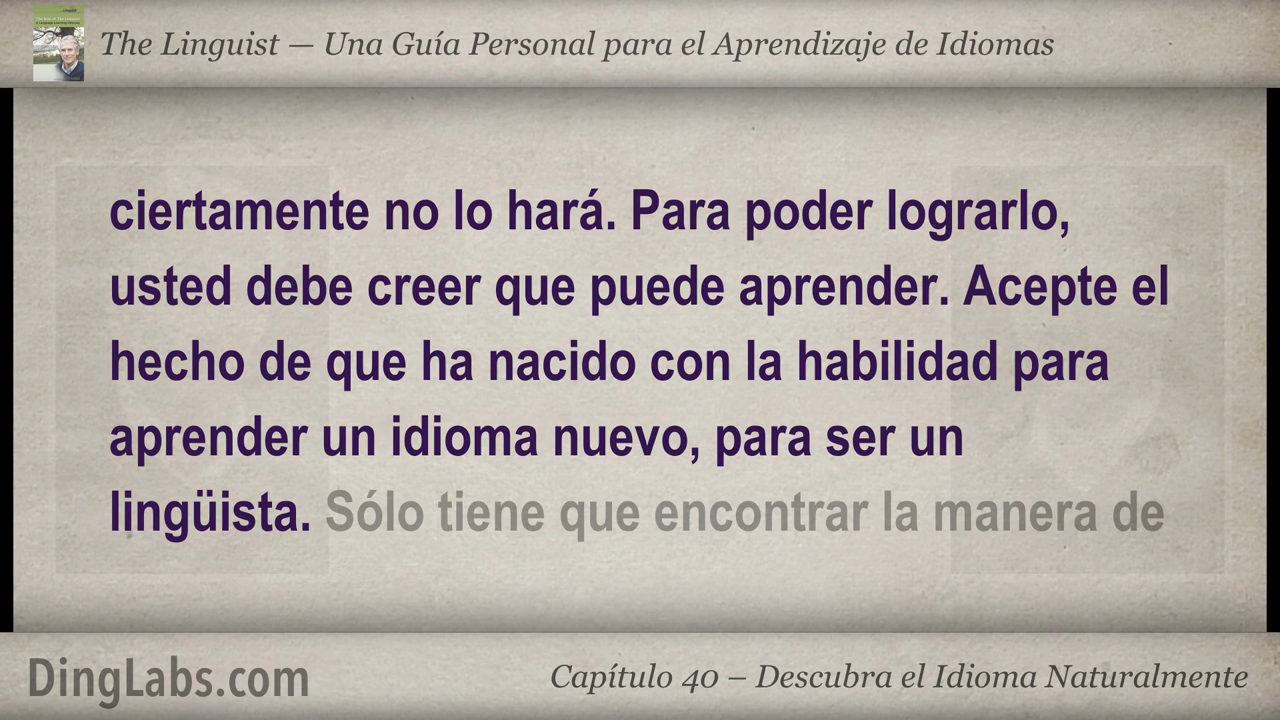 The Linguist — Una Guía Personal para el Aprendizaje de Idiomas
ciertamente no lo hará. Para poder lograrlo,
usted debe creer que puede aprender. Acepte el
hecho de que ha nacido con la habilidad para
aprender un idioma nuevo, para ser un
lingüista. Sólo tiene que encontrar la manera de
DingLabs.com
Capítulo 40 – Descubra el Idioma Naturalmente